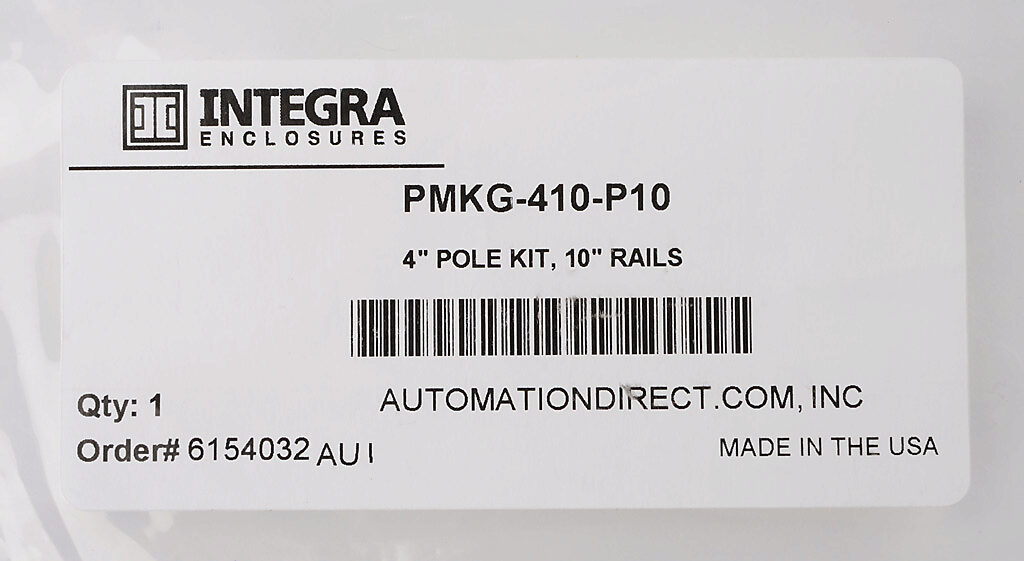 INTEGRA
ENCLOSURES
PMKG-410-P10
4" POLE KIT, 10" RAILS
AUTOMATIONDIRECT.COM, INC
Qty: 1
Order# 6154032 AUI
MADE IN THE USA